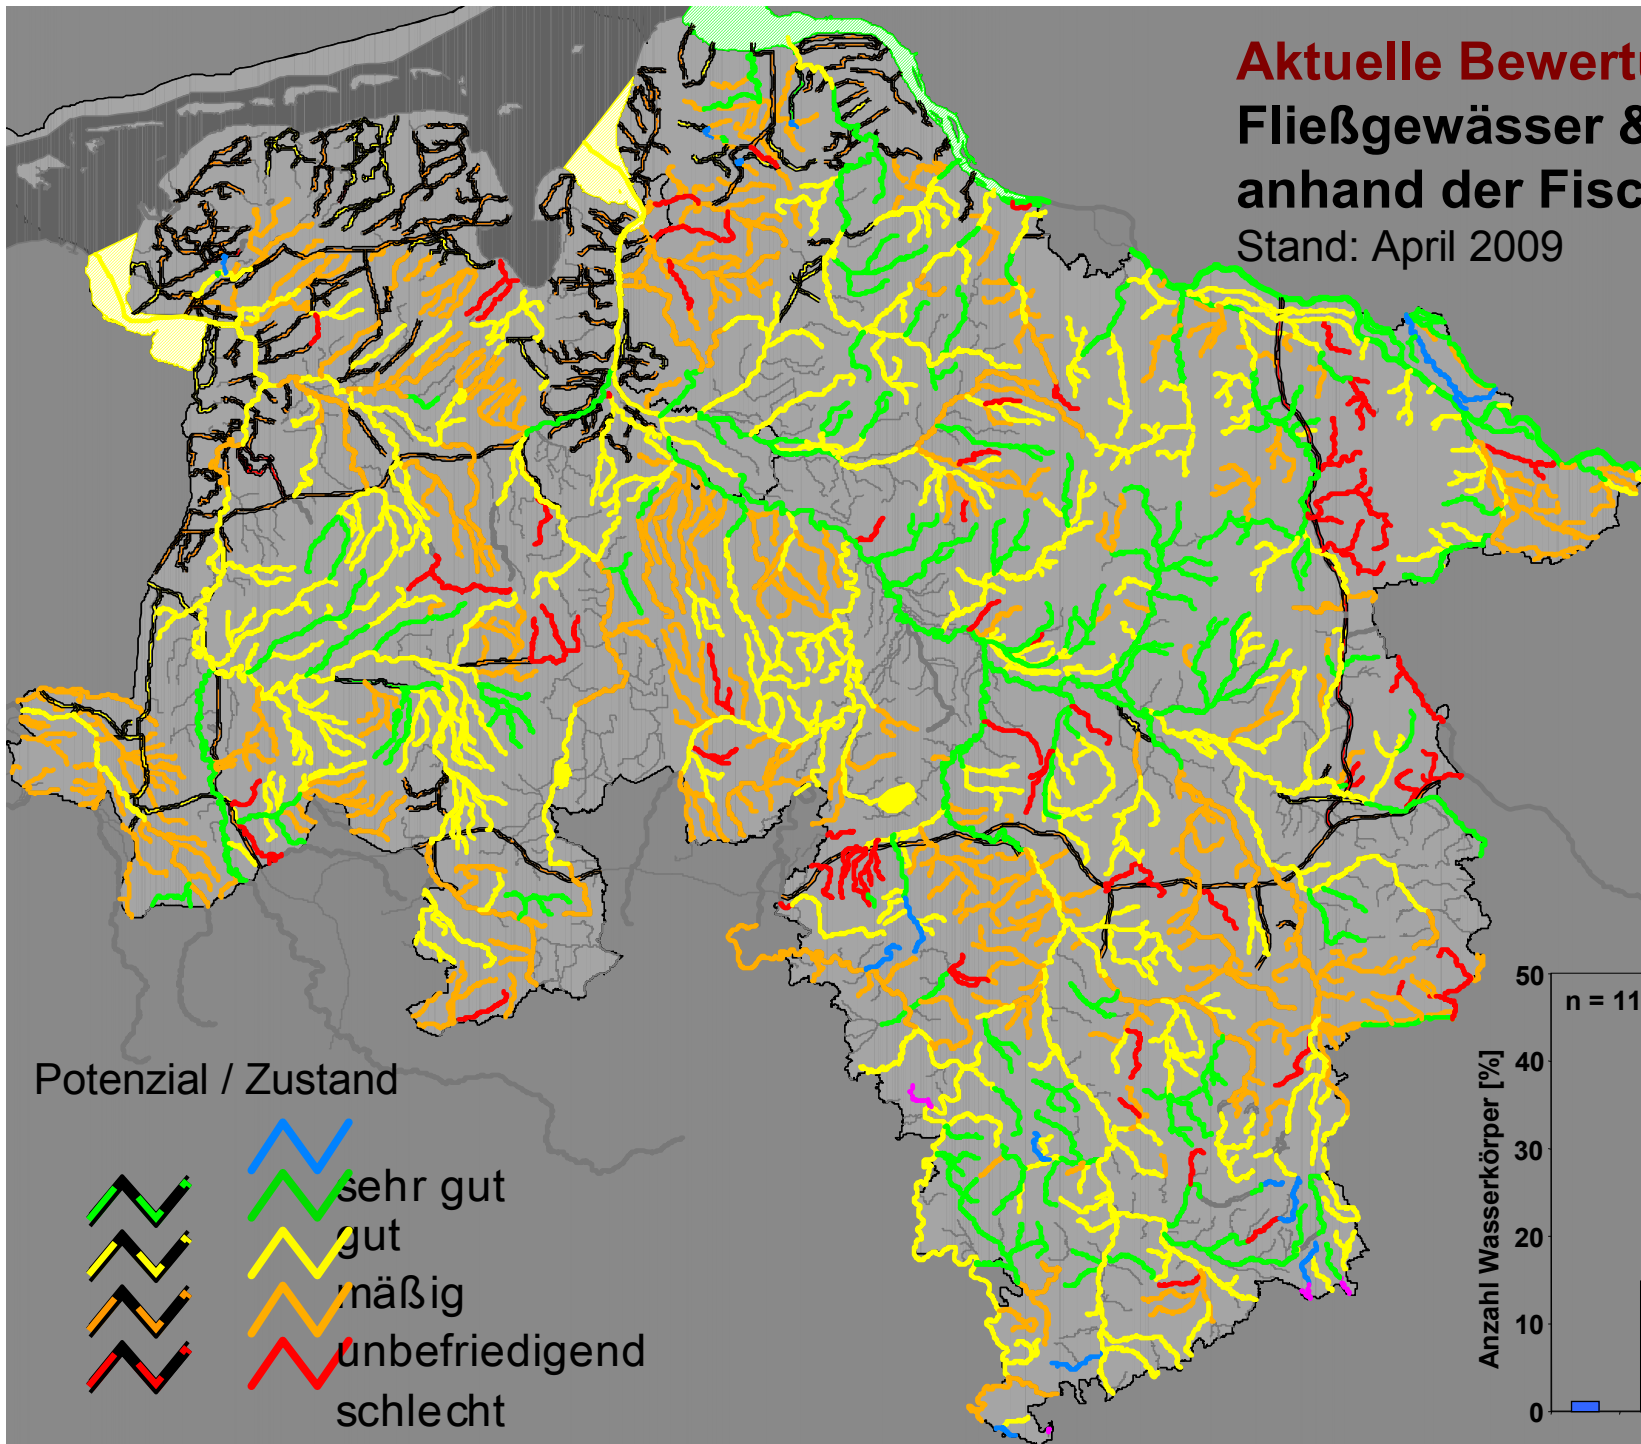 Aktuelle Bewertu
Fließgewässer &
anhand der Fisc
Stand: April 2009
Potenzial / Zustand
sehr gut
gut
mäßig
unbefriedigend
schlecht
Anzahl Wasserkörper [%]
50
40
30
20
10
0
n = 11